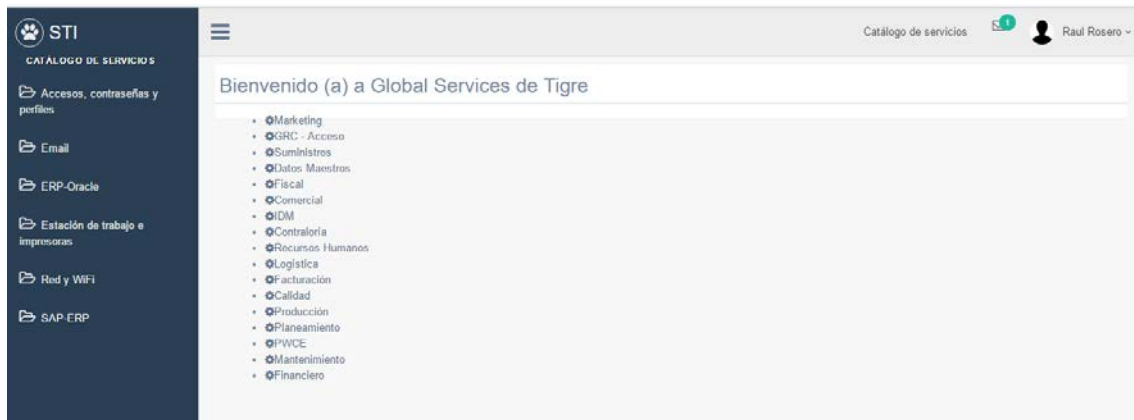 STI
CATÁLOGO DE SERVICIOS
Accesos, contraseñas y
perfiles
Email
ERP-Oracle
Estación de trabajo e
impresoras
Red y WiFi
SAP-ERP
Catálogo de servicios
1
Raul Rosero
Bienvenido (a) a Global Services de Tigre
Marketing
GRC - Acceso
Suministros
Datos Maestros
Fiscal
Comercial
IDM
Contraloría
Recursos Humanos
Logística
Facturación
Calidad
Producción
Planeamiento
PWCE
Mantenimiento
Financiero